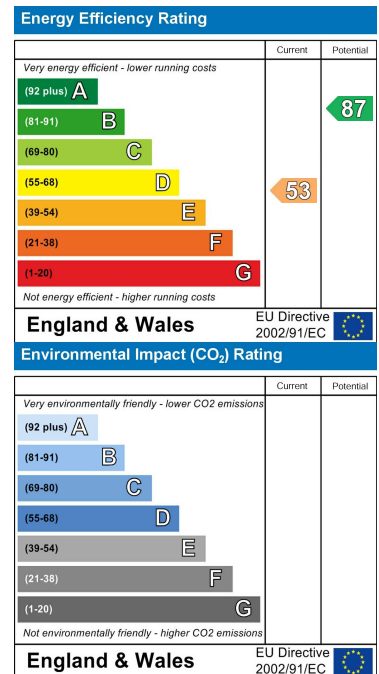 Energy Efficiency Rating
Current Potential
Very energy efficient - lower running costs
(92 plus) A
(81-91) B
(69-80) C
(55-68) D
(39-54) E
(21-38) F
(1-20) G
87
53
Not energy efficient - higher running costs
England & Wales
EU Directive
2002/91/EC
Environmental Impact (CO₂) Rating
Current Potential
Very environmentally friendly - lower CO2 emissions
(92 plus) A
(81-91) B
(69-80) C
(55-68) D
(39-54) E
(21-38) F
(1-20) G
Not environmentally friendly - higher CO2 emissions
England & Wales
EU Directive
2002/91/EC